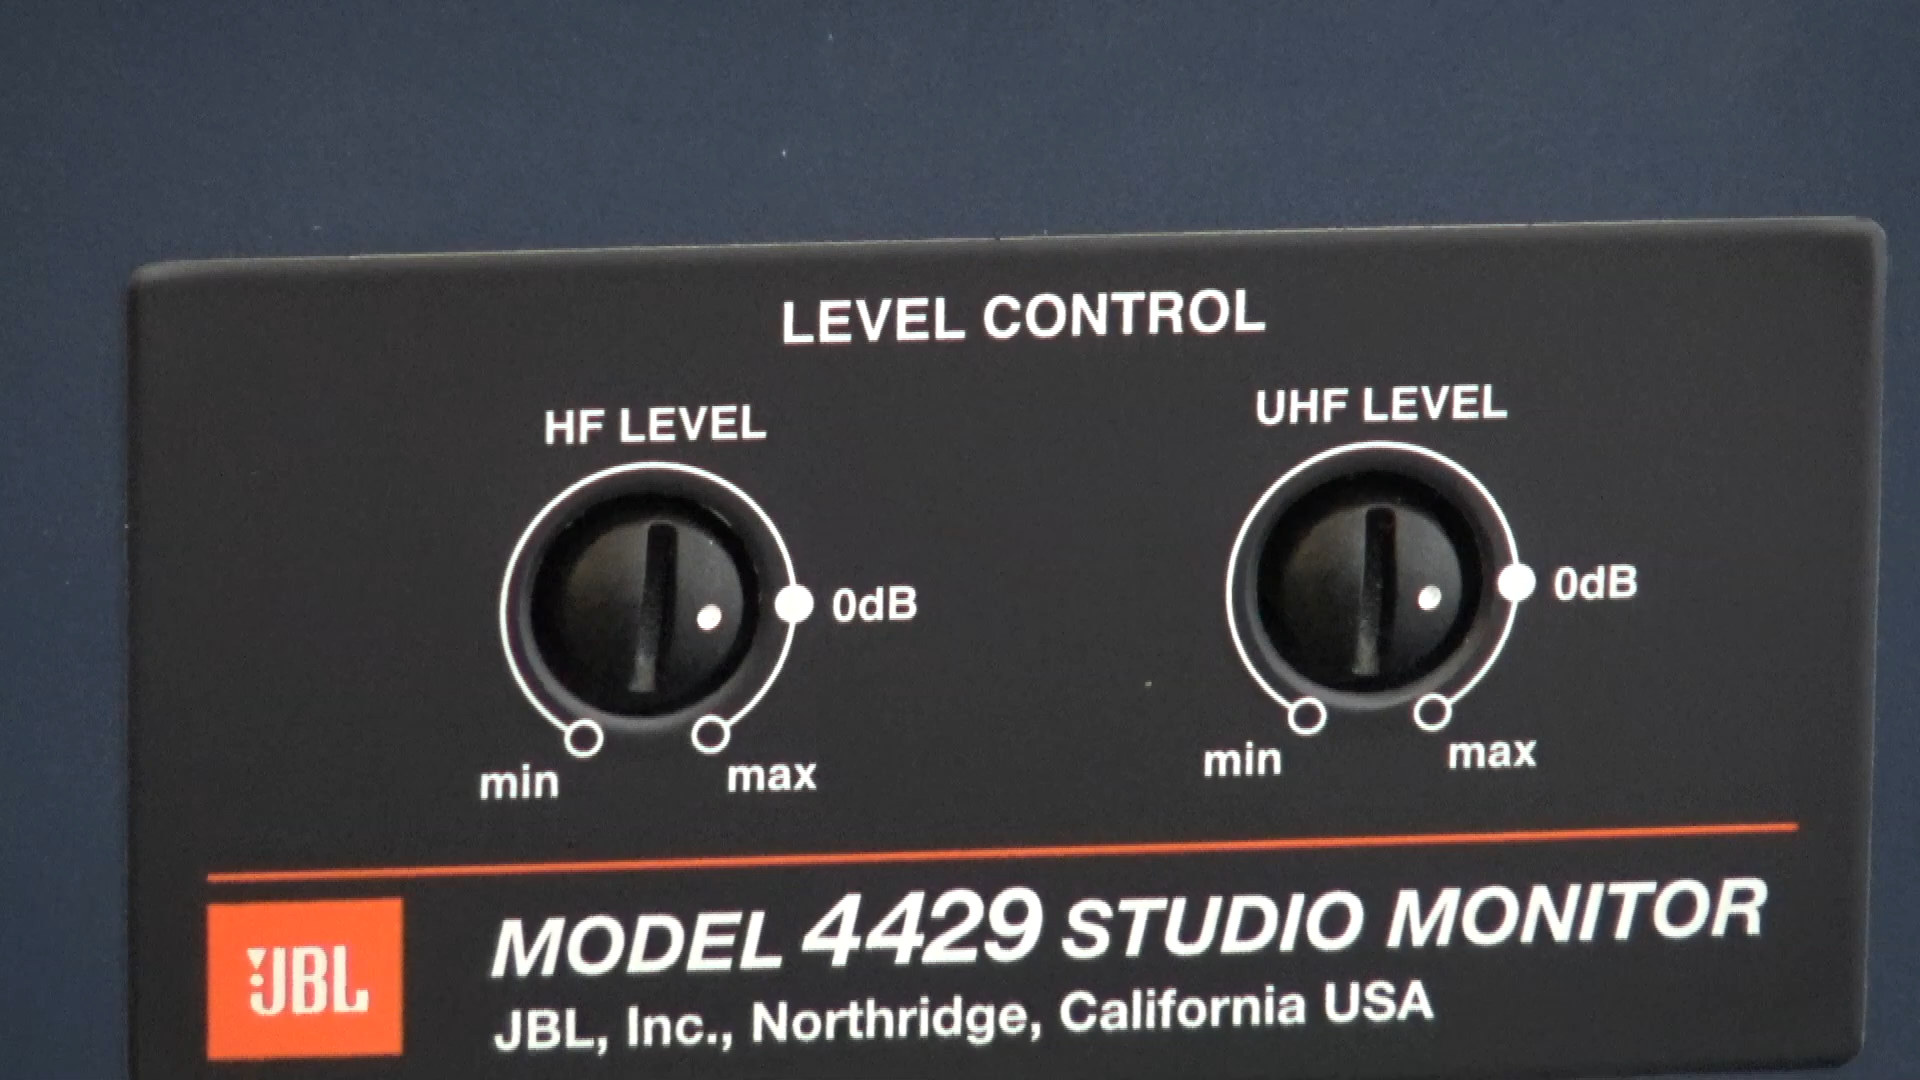 LEVEL CONTROL
HF LEVEL
UHF LEVEL
0dB
0dB
min
max
min
max
JBL
MODEL 4429 STUDIO MONITOR
JBL, Inc., Northridge, California USA